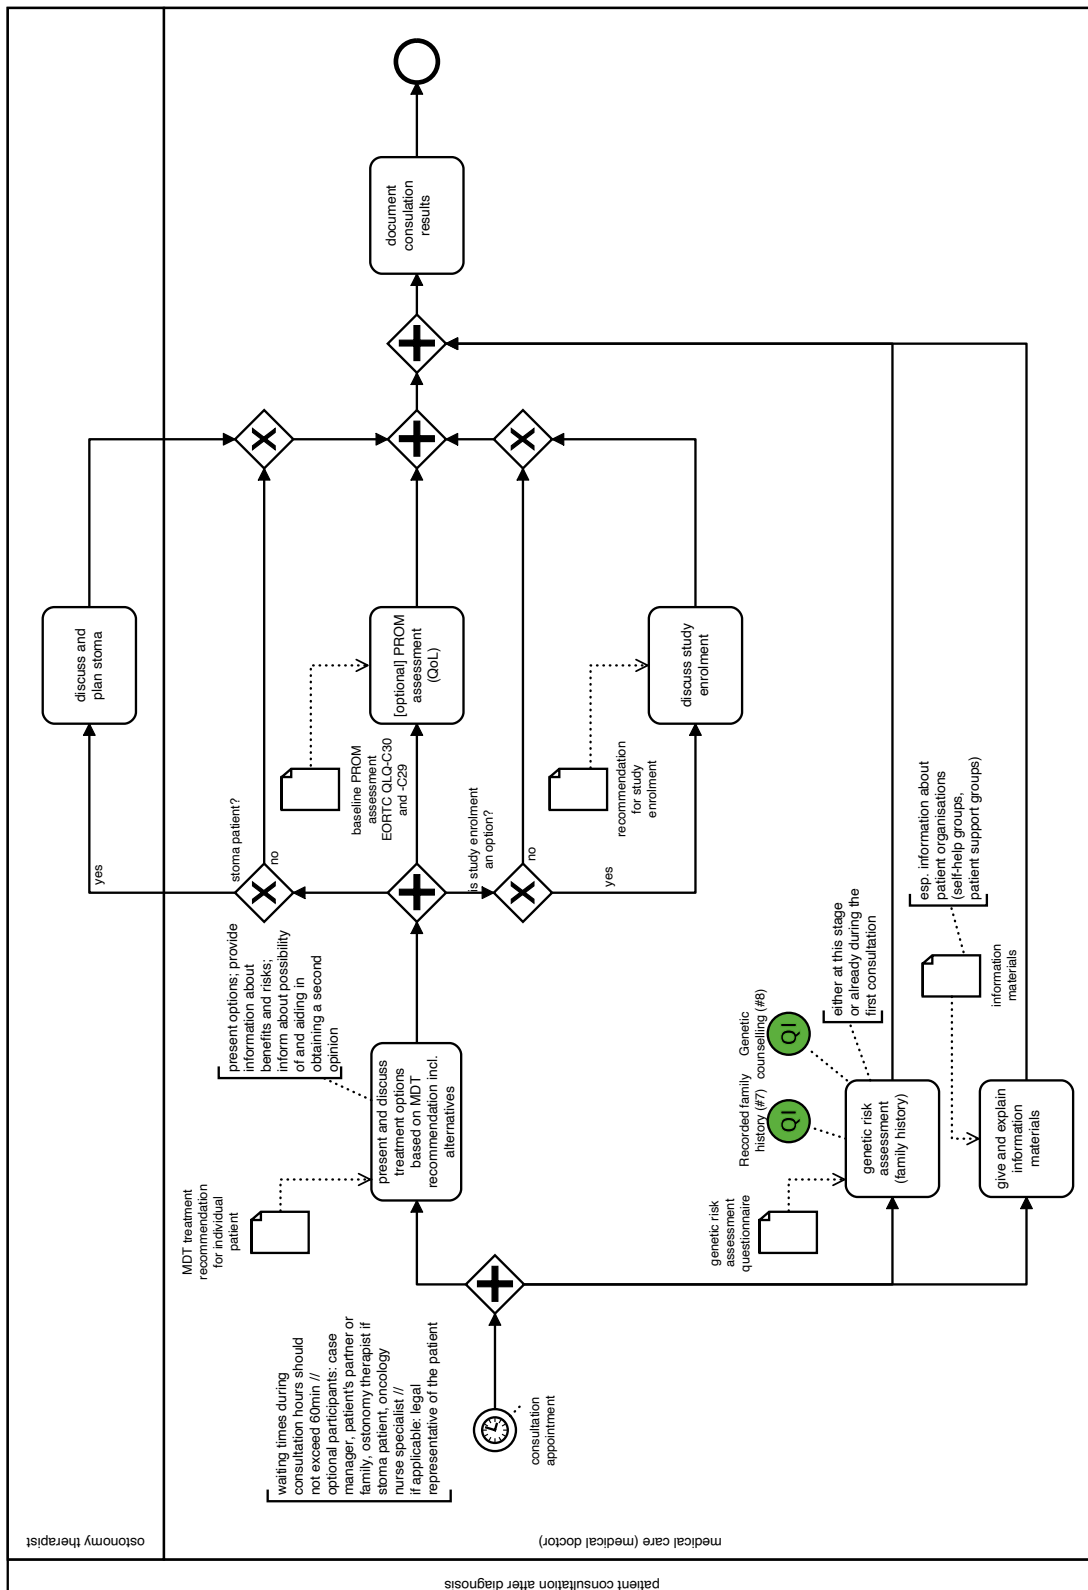 patient consultation after diagnosis
ostonomy therapist
medical care (medical doctor)
waiting times during
consultation hours should
not exceed 60min //
optional participants: case
manager, patient's partner or
family, ostonomy therapist if
stoma patient, oncology
nurse specialist //
if applicable: legal
representative of the patient
consultation
appointment
MDT treatment
recommendation
for individual
patient
present and discuss
treatment options
based on MDT
recommendation incl.
alternatives
present options; provide
information about
benefits and risks;
inform about possibility
of and aiding in
obtaining a second
opinion
genetic risk
assessment
questionnaire
genetic risk
assessment
(family history)
Recorded family
history (#7)
QI
Genetic
counselling (#8)
QI
either at this stage
or already during the
first consultation
give and explain
information
materials
information
materials
esp. information about
patient organisations
(self-help groups,
patient support groups)
stoma patient?
yes
no
discuss and
plan stoma
baseline PROM
assessment
EORTC QLQ-C30
and -C29
[optional] PROM
assessment
(QoL)
is study enrolment
an option?
no
yes
recommendation
for study
enrolment
discuss study
enrolment
document
consulation
results